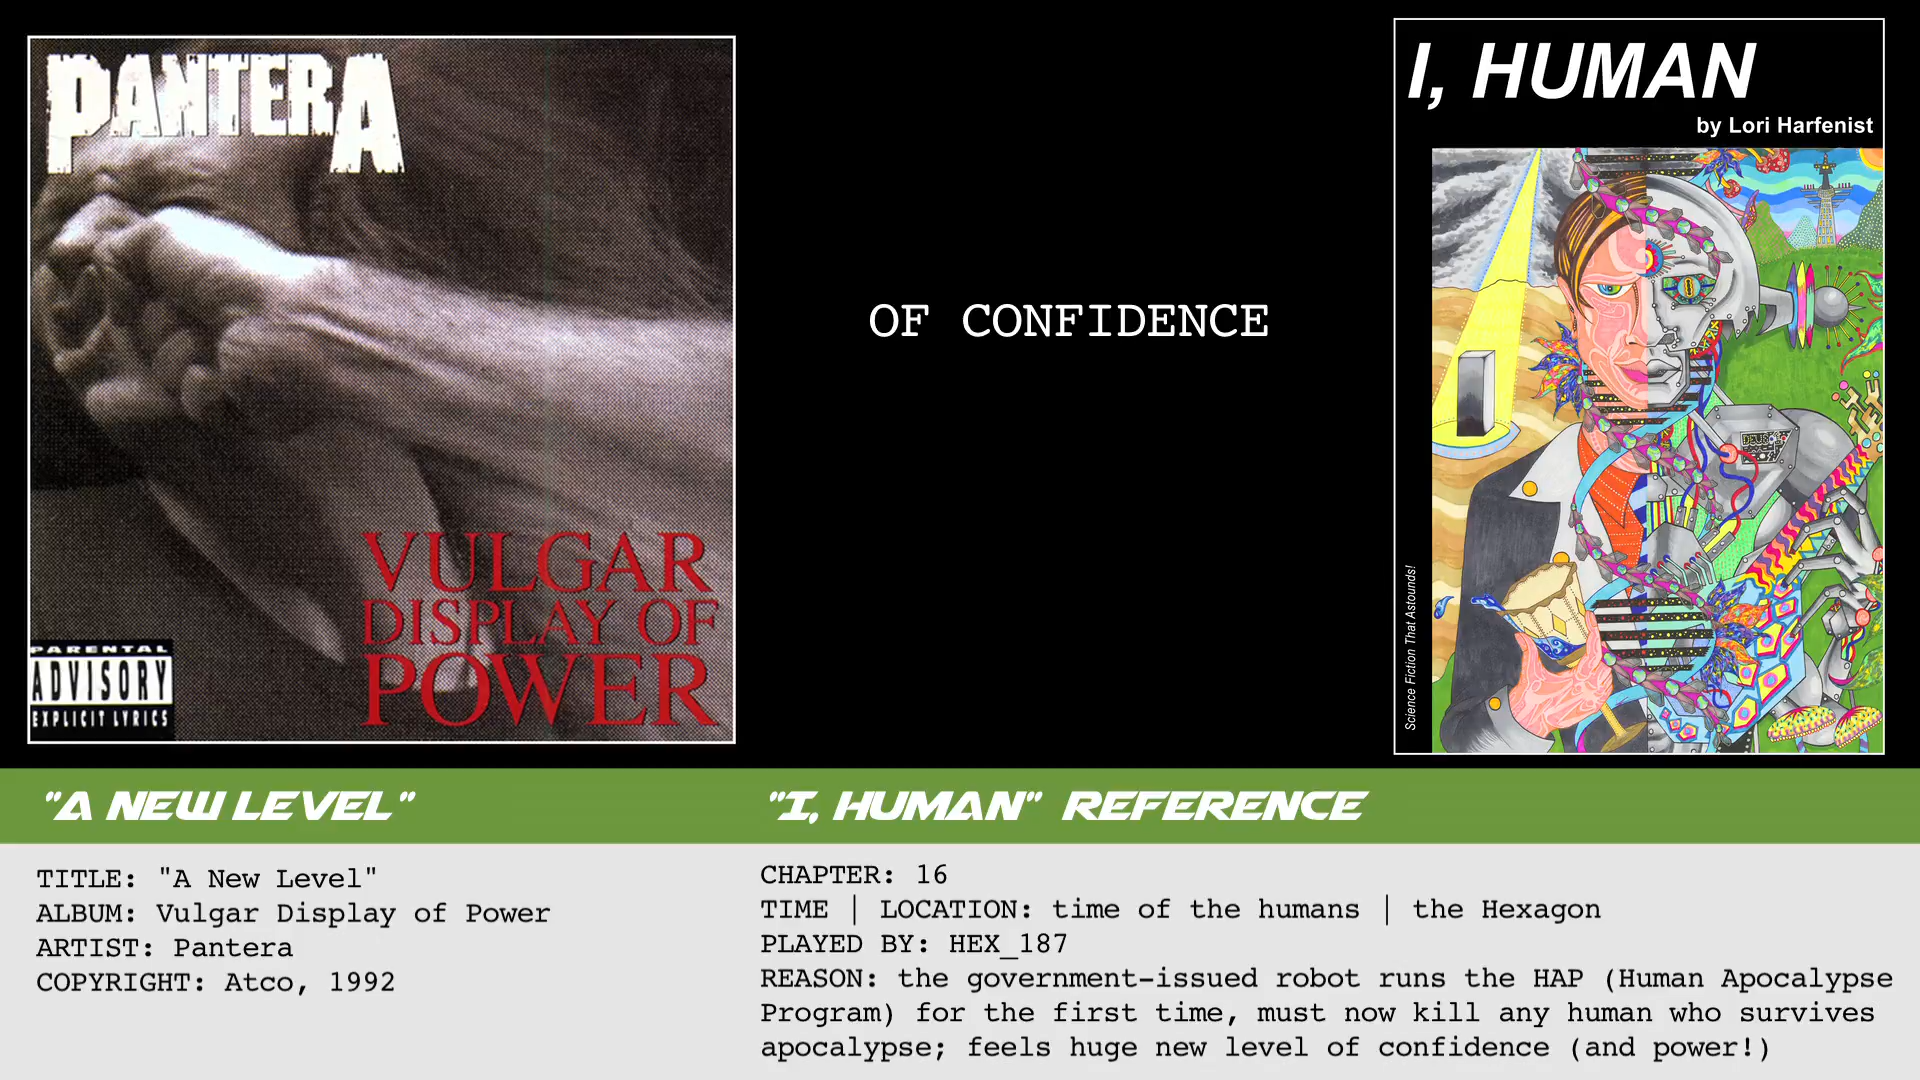 PANTERA
VULGAR
DISPLAY OF
POWER
PARENTAL
ADVISORY
EXPLICIT LYRICS
OF CONFIDENCE
I, HUMAN
by Lori Harfenist
DEUS
Science Fiction That Astounds!
"A NEW LEVEL"
TITLE: "A New Level"
ALBUM: Vulgar Display of Power
ARTIST: Pantera
COPYRIGHT: Atco, 1992
"I, HUMAN" REFERENCE
CHAPTER: 16
TIME | LOCATION: time of the humans | the Hexagon
PLAYED BY: HEX_187
REASON: the government-issued robot runs the HAP (Human Apocalypse
Program) for the first time, must now kill any human who survives
apocalypse; feels huge new level of confidence (and power!)